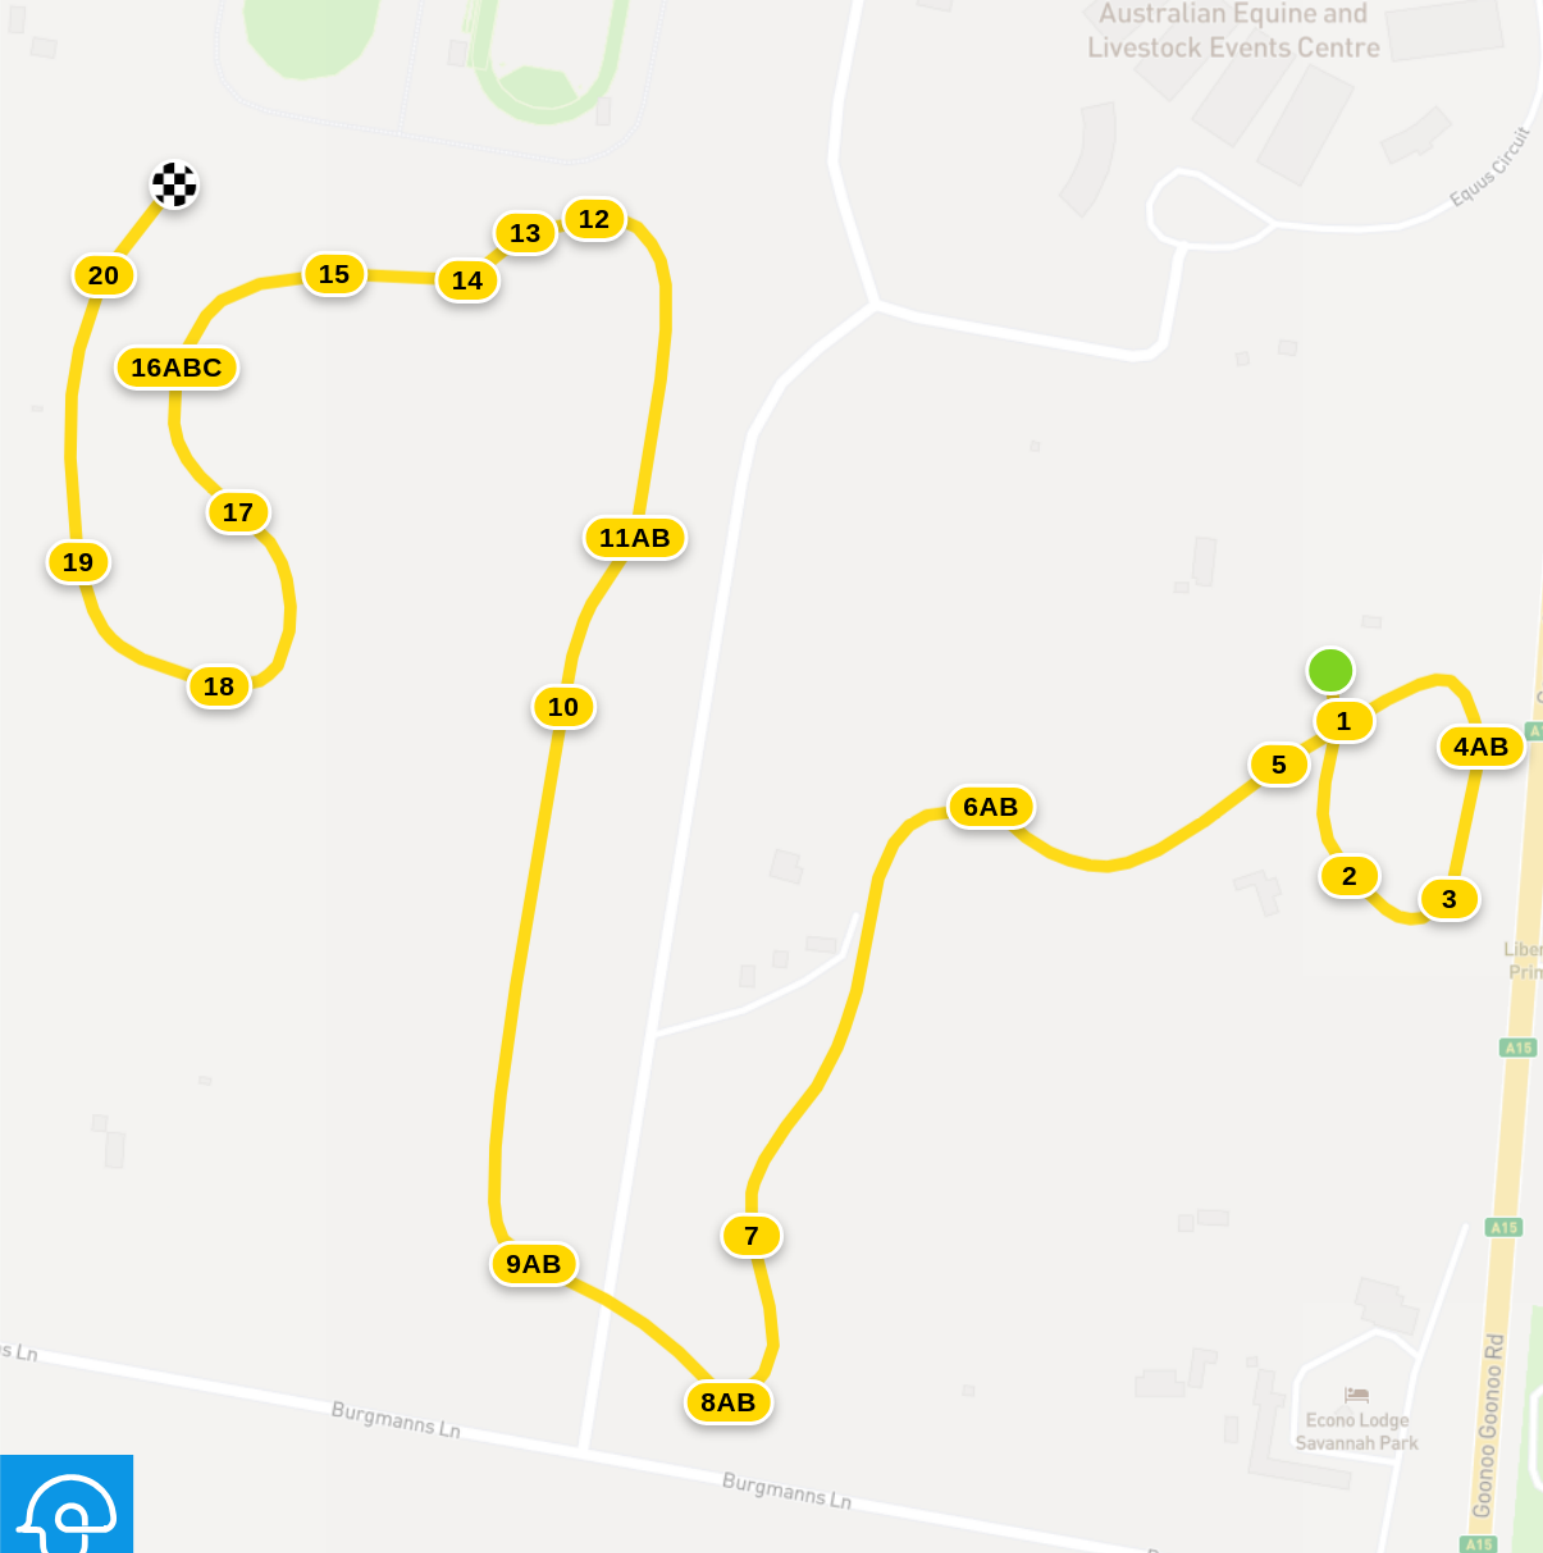 Australian Equine and
Livestock Events Centre
Equus Circuit
12
13
20
15
14
16ABC
17
11AB
19
18
10
1
4AB
5
6AB
2
3
A15
7
A15
9AB
s Ln
8AB
Burgmanns Ln
Econo Lodge
Savannah Park
Goonoo Goonoo Rd
Burgmanns Ln
A15